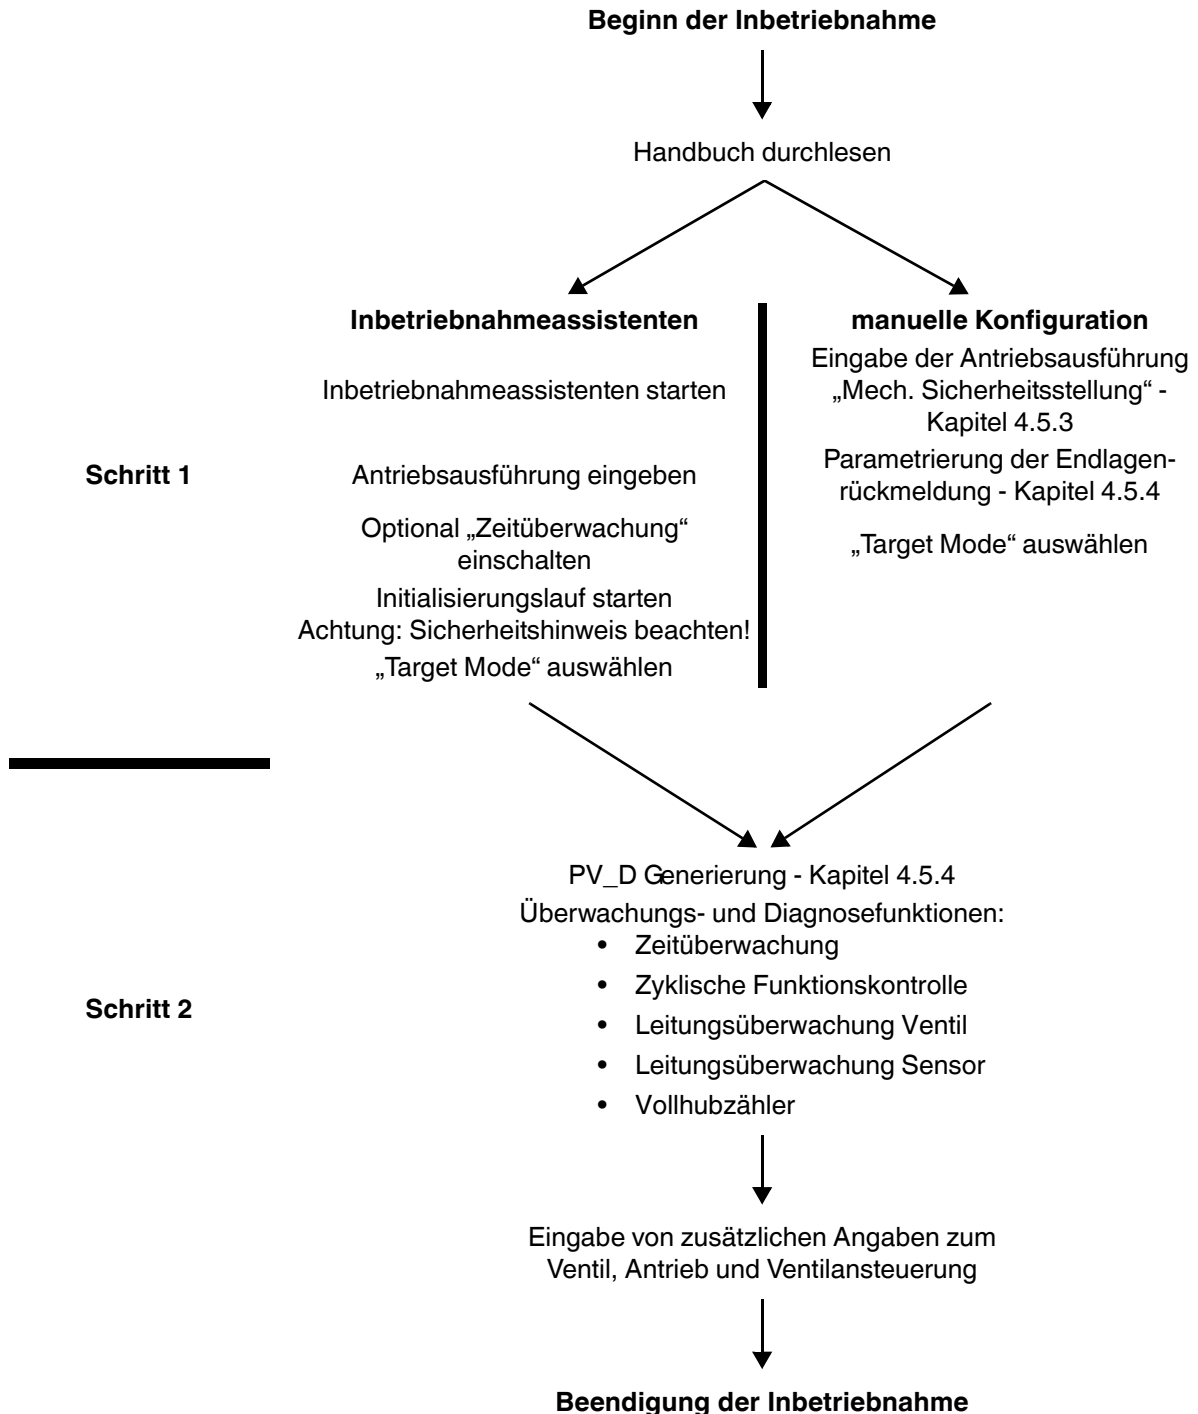 Beginn der Inbetriebnahme
Handbuch durchlesen
Inbetriebnahmeassistenten
Inbetriebnahmeassistenten starten
Schritt 1
Antriebsausführung eingeben
Optional „Zeitüberwachung“
einschalten
Initialisierungslauf starten
Achtung: Sicherheitshinweis beachten!
„Target Mode“ auswählen
manuelle Konfiguration
Eingabe der Antriebsausführung
„Mech. Sicherheitsstellung“ -
Kapitel 4.5.3
Parametrierung der Endlagen-
rückmeldung - Kapitel 4.5.4
„Target Mode“ auswählen
PV_D Generierung - Kapitel 4.5.4
Überwachungs- und Diagnosefunktionen:
• Zeitüberwachung
• Zyklische Funktionskontrolle
Schritt 2
• Leitungsüberwachung Ventil
• Leitungsüberwachung Sensor
• Vollhubzähler
Eingabe von zusätzlichen Angaben zum
Ventil, Antrieb und Ventilansteuerung
Beendigung der Inbetriebnahme